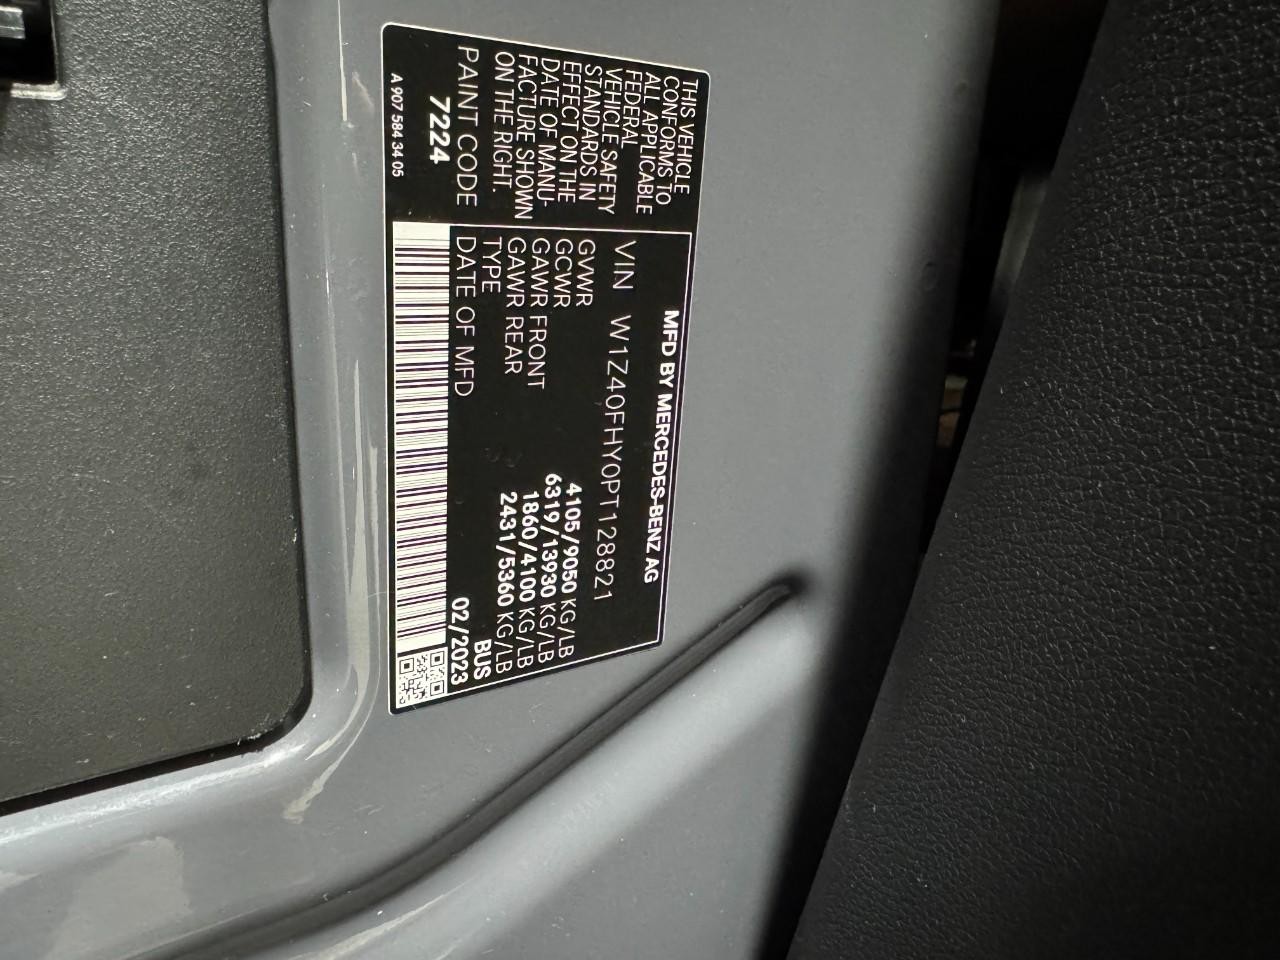 THIS VEHICLE
CONFORMS TO
ALL APPLICABLE
FEDERAL
VEHICLE SAFETY
STANDARDS IN
EFFECT ON THE
DATE OF MANU-
FACTURE SHOWN
ON THE RIGHT.
PAINT CODE
7224
A 907 584 34 05
MFD BY MERCEDES-BENZ AG
VIN W1Z40FHY0PT128821
GVWR 4105/9050 KG/LB
GCWR 6319/13930 KG/LB
GAWR FRONT 1860/4100 KG/LB
GAWR REAR 2431/5360 KG/LB
TYPE BUS
DATE OF MFD 02/2023